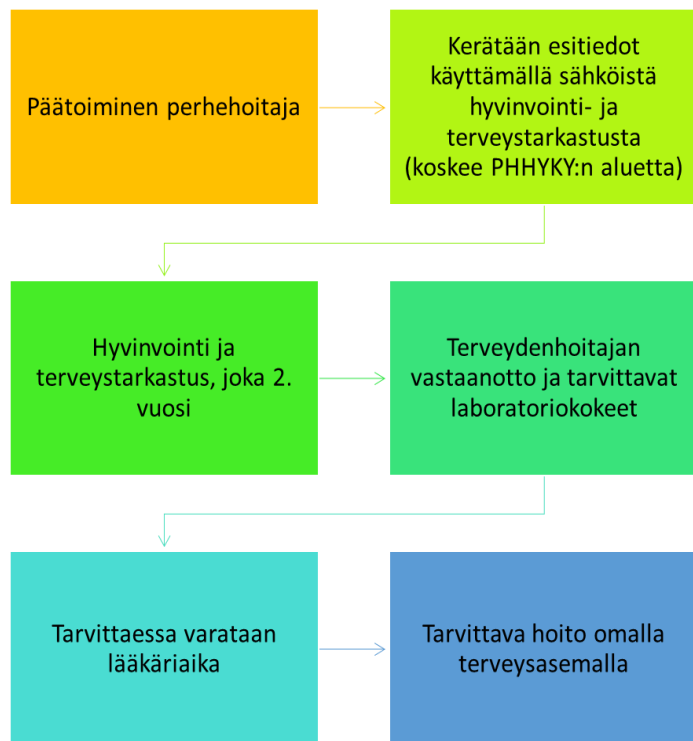 Päätoiminen perhehoitaja
Kerätään esitiedot
käyttämällä sähköistä
hyvinvointi- ja
terveystarkastusta
(koskee PHHYKY:n aluetta)
Hyvinvointi ja
terveystarkastus, joka 2.
vuosi
Terveydenhoitajan
vastaanotto ja tarvittavat
laboratoriokokeet
Tarvittaessa varataan
lääkäriaika
Tarvittava hoito omalla
terveysasemalla